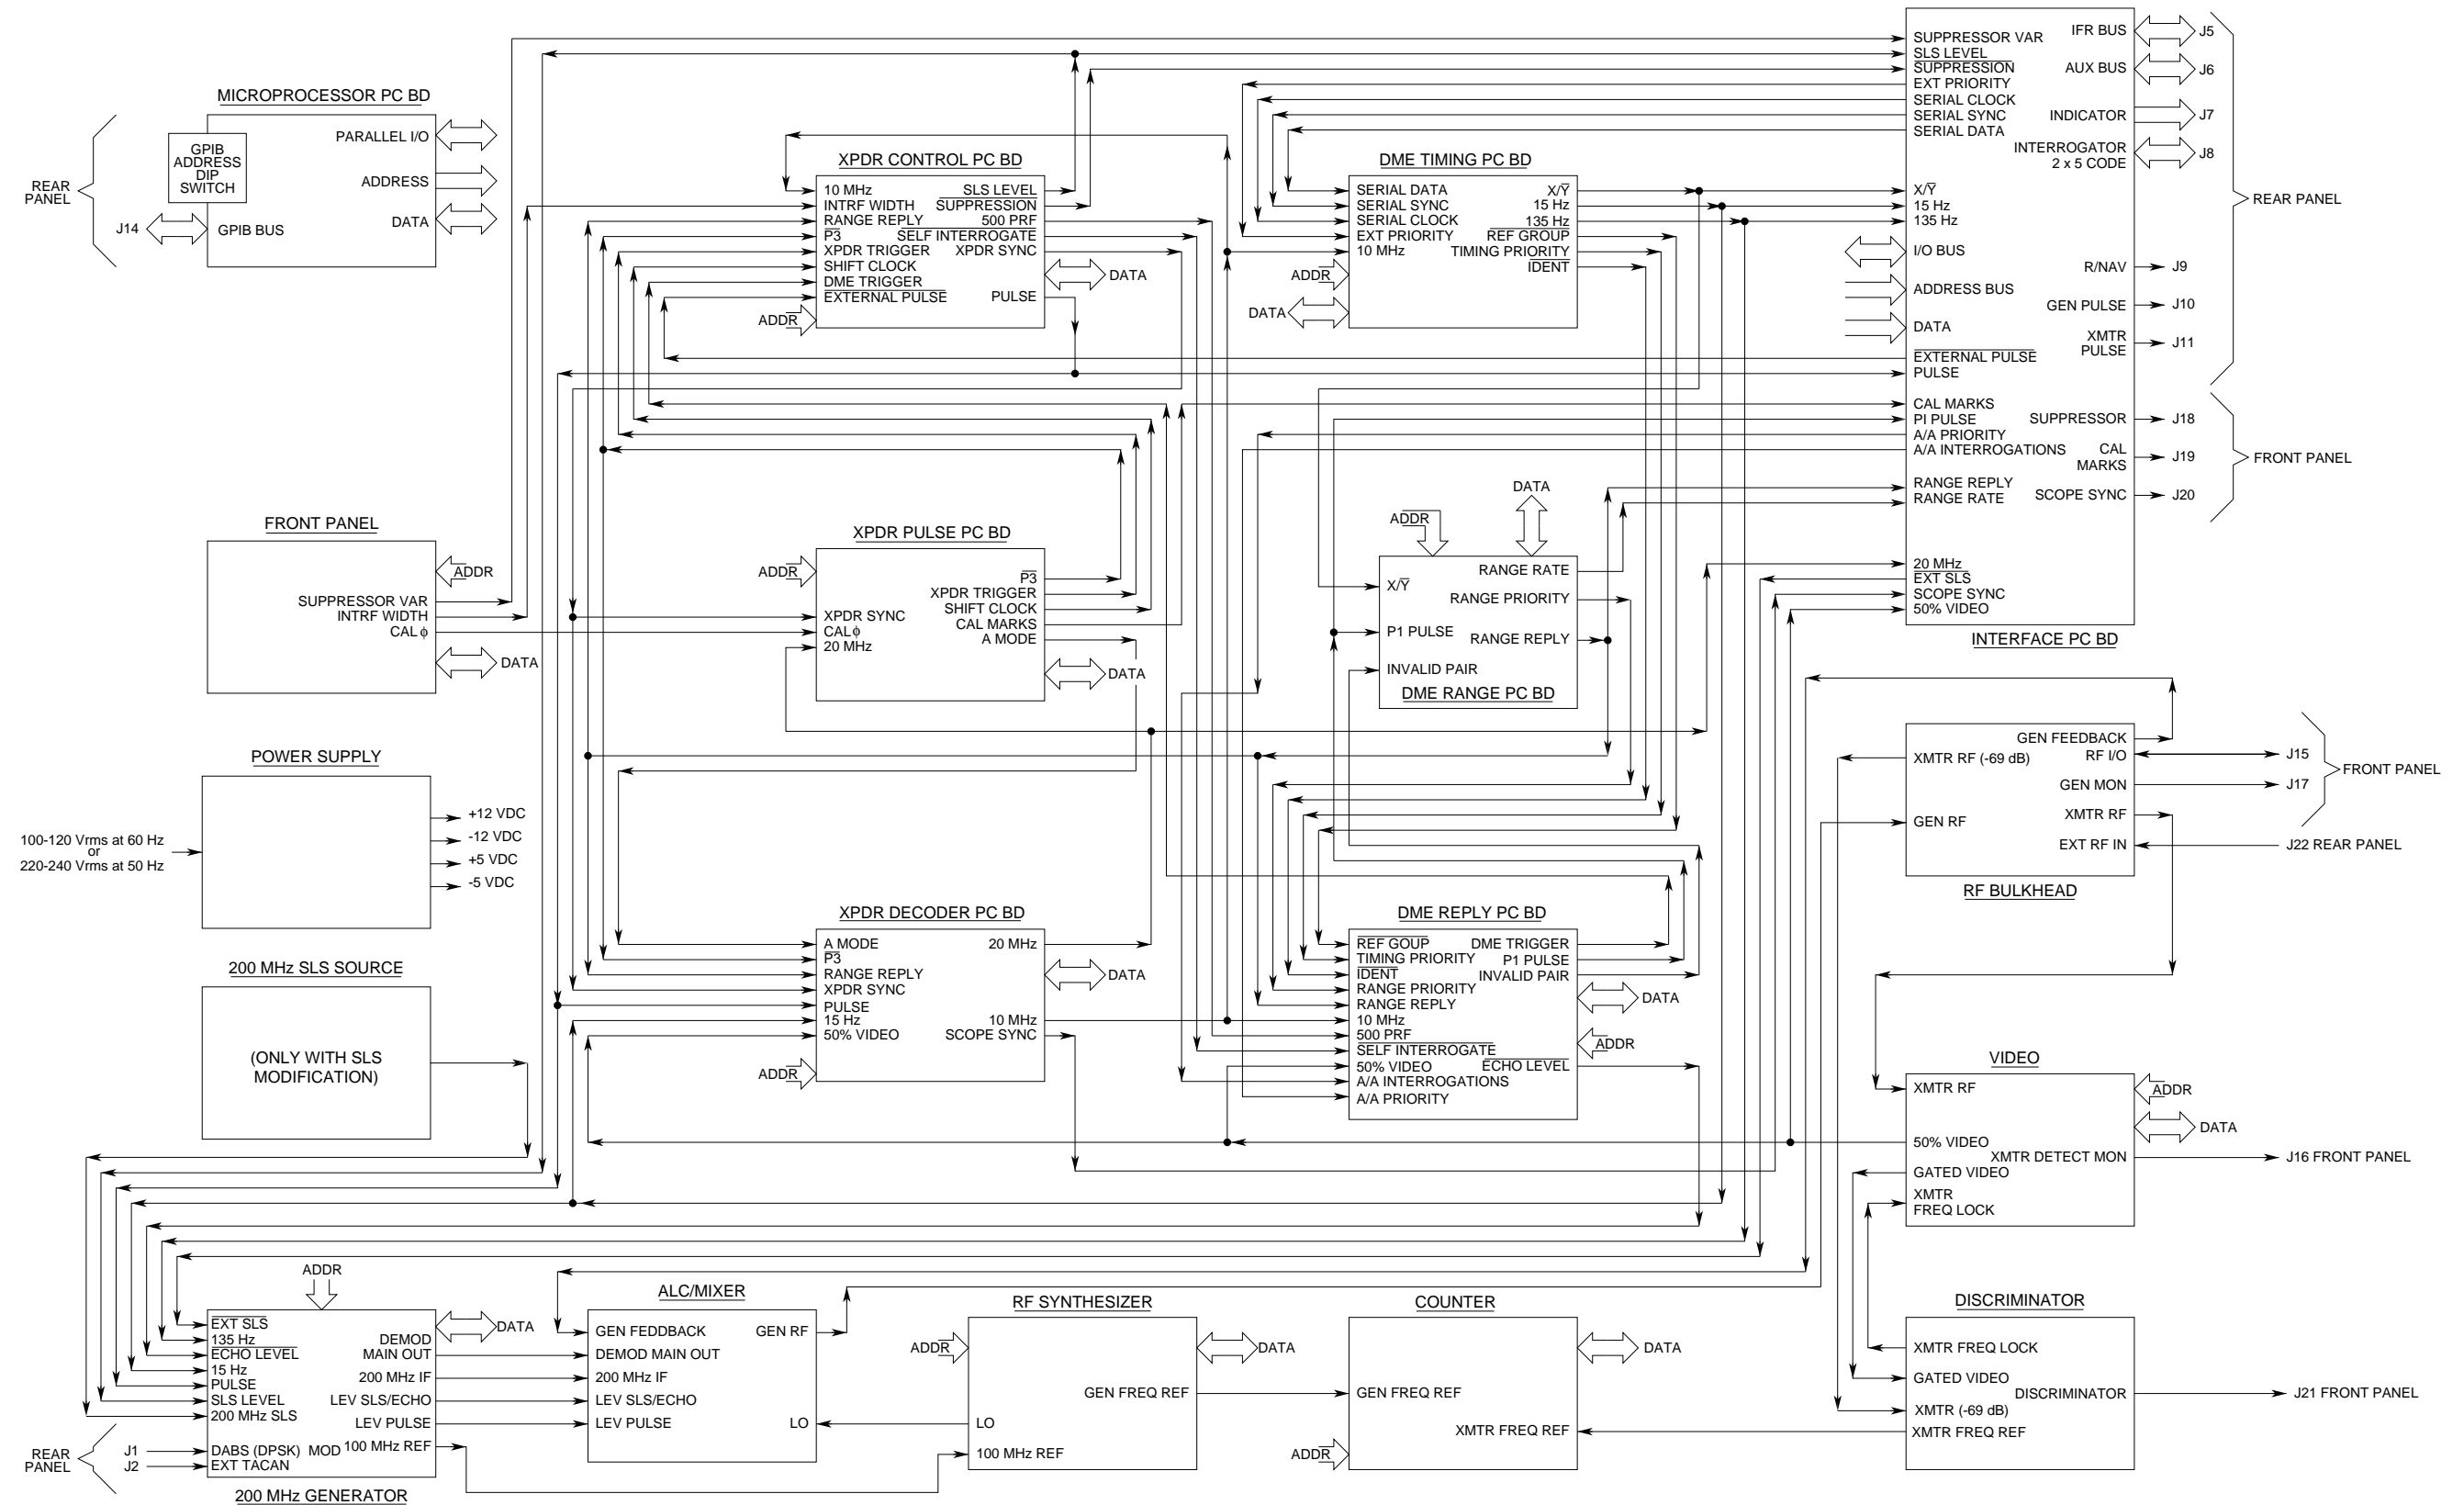 MICROPROCESSOR PC BD
REAR
PANEL
GPIB
ADDRESS
DIP
SWITCH
PARALLEL I/O
ADDRESS
DATA
J14
GPIB BUS
FRONT PANEL
ADDR
SUPPRESSOR VAR
INTRF WIDTH
CAL ϕ
DATA
POWER SUPPLY
100-120 Vrms at 60 Hz
or
220-240 Vrms at 50 Hz
+12 VDC
-12 VDC
+5 VDC
-5 VDC
200 MHz SLS SOURCE
(ONLY WITH SLS
MODIFICATION)
XPDR CONTROL PC BD
10 MHz
INTRF WIDTH
RANGE REPLY
P3
XPDR TRIGGER
SHIFT CLOCK
DME TRIGGER
EXTERNAL PULSE
ADDR
SLS LEVEL
SUPPRESSION
500 PRF
SELF INTERROGATE
XPDR SYNC
DATA
PULSE
DME TIMING PC BD
SERIAL DATA
SERIAL SYNC
SERIAL CLOCK
EXT PRIORITY
10 MHz
ADDR
DATA
X/Y
15 Hz
135 Hz
REF GROUP
TIMING PRIORITY
IDENT
SUPPRESSOR VAR
SLS LEVEL
SUPPRESSION
EXT PRIORITY
SERIAL CLOCK
SERIAL SYNC
SERIAL DATA
X/Y
15 Hz
135 Hz
I/O BUS
ADDRESS BUS
DATA
EXTERNAL PULSE
PULSE
CAL MARKS
PI PULSE
A/A PRIORITY
A/A INTERROGATIONS
RANGE REPLY
RANGE RATE
20 MHz
EXT SLS
SCOPE SYNC
50% VIDEO
IFR BUS
J5
AUX BUS
J6
INDICATOR
J7
INTERROGATOR
2 x 5 CODE
J8
R/NAV
J9
GEN PULSE
J10
XMTR
PULSE
J11
REAR PANEL
SUPPRESSOR
J18
CAL
MARKS
J19
SCOPE SYNC
J20
FRONT PANEL
INTERFACE PC BD
XPDR PULSE PC BD
ADDR
XPDR SYNC
CAL ϕ
20 MHz
P3
XPDR TRIGGER
SHIFT CLOCK
CAL MARKS
A MODE
DATA
DATA
ADDR
X/Y
P1 PULSE
INVALID PAIR
RANGE RATE
RANGE PRIORITY
RANGE REPLY
DME RANGE PC BD
XMTR RF (-69 dB)
GEN RF
GEN FEEDBACK
RF I/O
GEN MON
XMTR RF
EXT RF IN
J15
J17
FRONT PANEL
J22 REAR PANEL
RF BULKHEAD
XPDR DECODER PC BD
A MODE
P3
RANGE REPLY
XPDR SYNC
PULSE
15 Hz
50% VIDEO
ADDR
20 MHz
DATA
10 MHz
SCOPE SYNC
DME REPLY PC BD
REF GOUP
TIMING PRIORITY
IDENT
RANGE PRIORITY
RANGE REPLY
10 MHz
500 PRF
SELF INTERROGATE
50% VIDEO
A/A INTERROGATIONS
A/A PRIORITY
DME TRIGGER
P1 PULSE
INVALID PAIR
DATA
ADDR
ECHO LEVEL
VIDEO
XMTR RF
50% VIDEO
GATED VIDEO
XMTR
FREQ LOCK
ADDR
DATA
XMTR DETECT MON
J16 FRONT PANEL
ADDR
EXT SLS
135 Hz
ECHO LEVEL
15 Hz
PULSE
SLS LEVEL
200 MHz SLS
REAR
PANEL
J1
J2
DABS (DPSK) MOD
EXT TACAN
DATA
DEMOD
MAIN OUT
200 MHz IF
LEV SLS/ECHO
LEV PULSE
100 MHz REF
200 MHz GENERATOR
ALC/MIXER
GEN FEDDBACK
DEMOD MAIN OUT
200 MHz IF
LEV SLS/ECHO
LEV PULSE
GEN RF
LO
RF SYNTHESIZER
ADDR
DATA
GEN FREQ REF
LO
100 MHz REF
COUNTER
DATA
GEN FREQ REF
XMTR FREQ REF
ADDR
DISCRIMINATOR
XMTR FREQ LOCK
GATED VIDEO
DISCRIMINATOR
XMTR (-69 dB)
XMTR FREQ REF
J21 FRONT PANEL